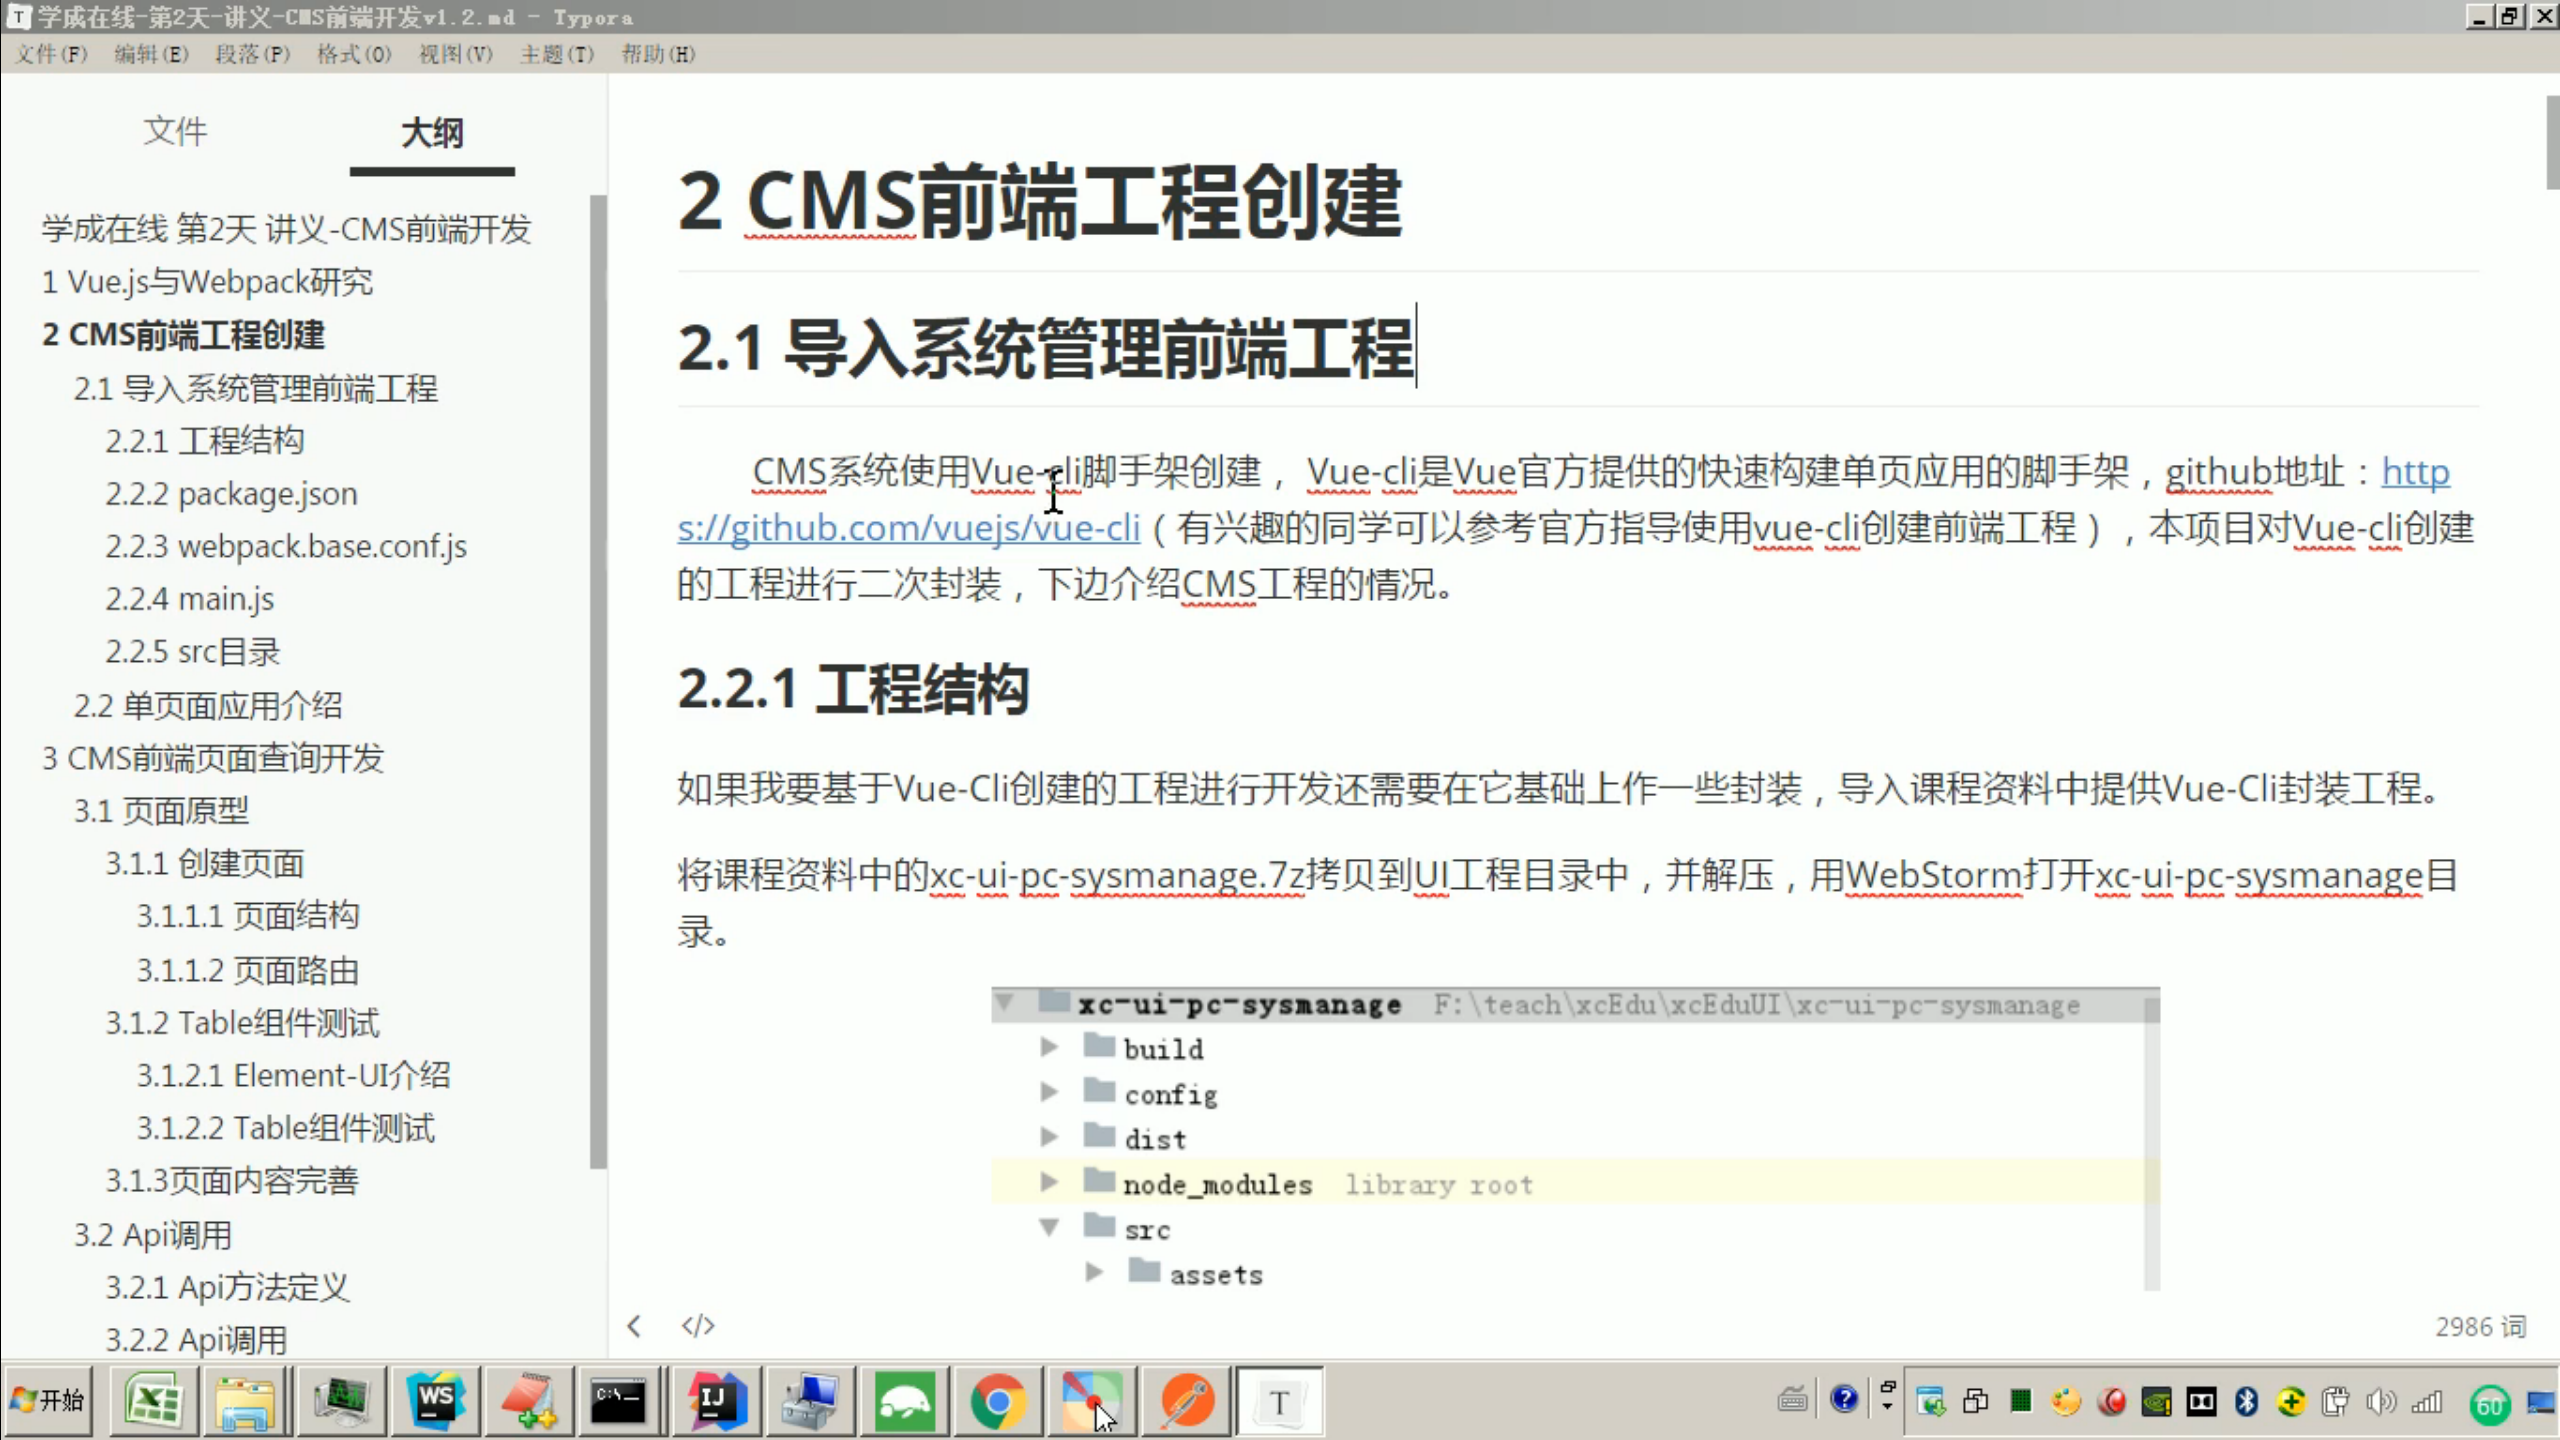 学成在线-第2天-讲义-CMS前端开发v1.2.md - Typora
文件(F) 编辑(E) 段落(P) 格式(O) 视图(V) 主题(T) 帮助(H)
文件 大纲
学成在线 第2天 讲义-CMS前端开发
1 Vue.js与Webpack研究
2 CMS前端工程创建
2.1 导入系统管理前端工程
2.2.1 工程结构
2.2.2 package.json
2.2.3 webpack.base.conf.js
2.2.4 main.js
2.2.5 src目录
2.2 单页面应用介绍
3 CMS前端页面查询开发
3.1 页面原型
3.1.1 创建页面
3.1.1.1 页面结构
3.1.1.2 页面路由
3.1.2 Table组件测试
3.1.2.1 Element-UI介绍
3.1.2.2 Table组件测试
3.1.3页面内容完善
3.2 Api调用
3.2.1 Api方法定义
3.2.2 Api调用
2 CMS前端工程创建
2.1 导入系统管理前端工程
CMS系统使用Vue-cli脚手架创建， Vue-cli是Vue官方提供的快速构建单页应用的脚手架，github地址：http
s://github.com/vuejs/vue-cli（有兴趣的同学可以参考官方指导使用vue-cli创建前端工程），本项目对Vue-cli创建
的工程进行二次封装，下边介绍CMS工程的情况。
2.2.1 工程结构
如果我要基于Vue-Cli创建的工程进行开发还需要在它基础上作一些封装，导入课程资料中提供Vue-Cli封装工程。
将课程资料中的xc-ui-pc-sysmanage.7z拷贝到UI工程目录中，并解压，用WebStorm打开xc-ui-pc-sysmanage目
录。
xc-ui-pc-sysmanage F:\teach\xcEdu\xcEduUI\xc-ui-pc-sysmanage
build
config
dist
node_modules library root
src
assets
</> 2986 词
开始 WS C:\ IJ T 60